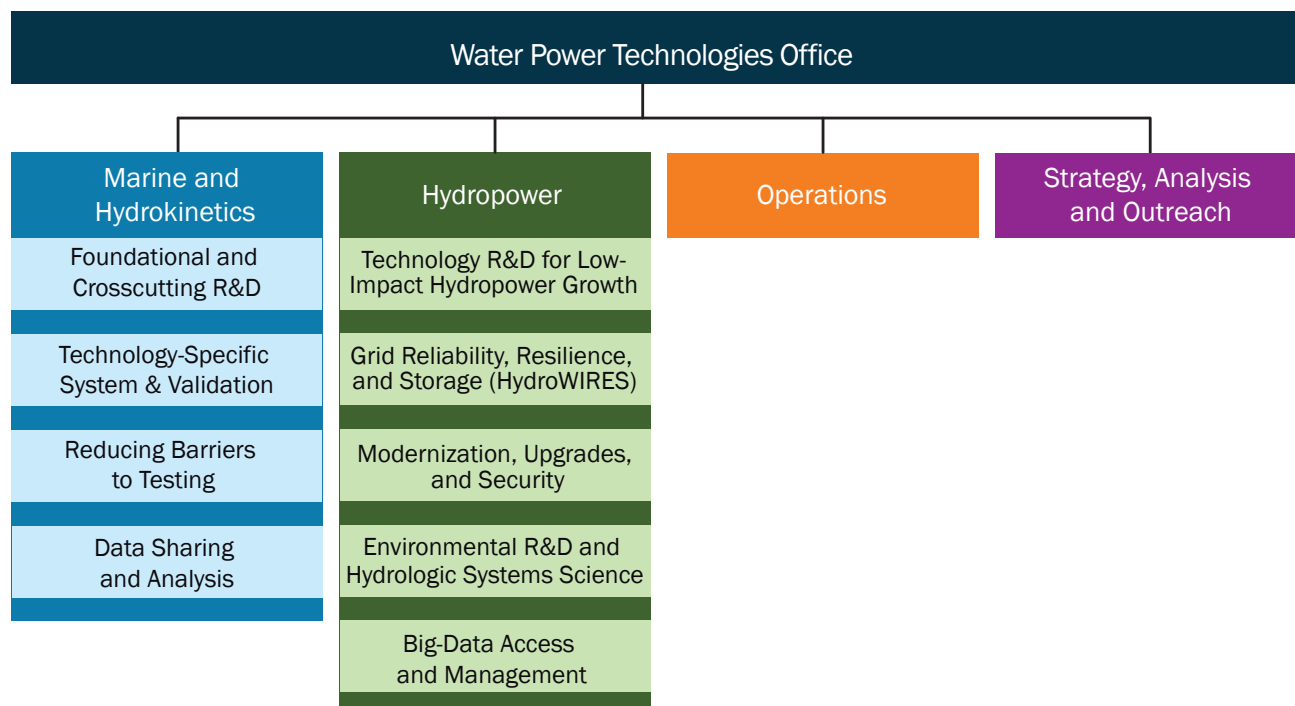 Water Power Technologies Office
Marine and
Hydrokinetics
Foundational and
Crosscutting R&D
Technology-Specific
System & Validation
Reducing Barriers
to Testing
Data Sharing
and Analysis
Hydropower
Technology R&D for Low-
Impact Hydropower Growth
Grid Reliability, Resilience,
and Storage (HydroWIRES)
Modernization, Upgrades,
and Security
Environmental R&D and
Hydrologic Systems Science
Big-Data Access
and Management
Operations
Strategy, Analysis
and Outreach